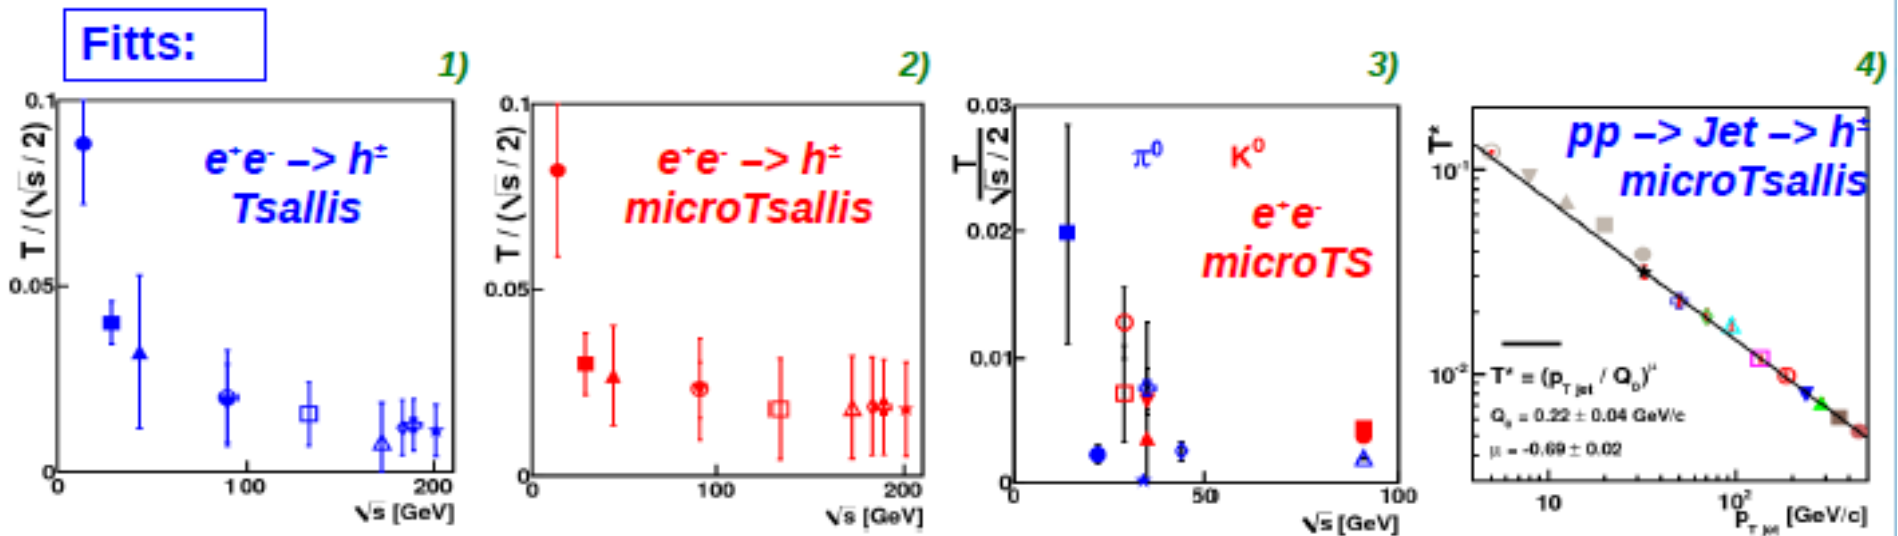 Fitts:
1)
2)
3)
4)
0.1
0.05
0
0
100
200
T / (√s / 2)
√s [GeV]
e⁺e⁻ –> h±
Tsallis
0.1
0.05
0
0
100
200
T / (√s / 2)
√s [GeV]
e⁺e⁻ –> h±
microTsallis
0.03
0.02
0.01
0
0
50
100
T
√s / 2
√s [GeV]
π⁰
K⁰
e⁺e⁻
microTS
T*
10⁻¹
10⁻²
10
10²
pp –> Jet –> h±
microTsallis
T* = (p_T jet / Q₀)^μ
Q₀ = 0.22 ± 0.04 GeV/c
μ = -0.69 ± 0.02
p_T jet [GeV/c]